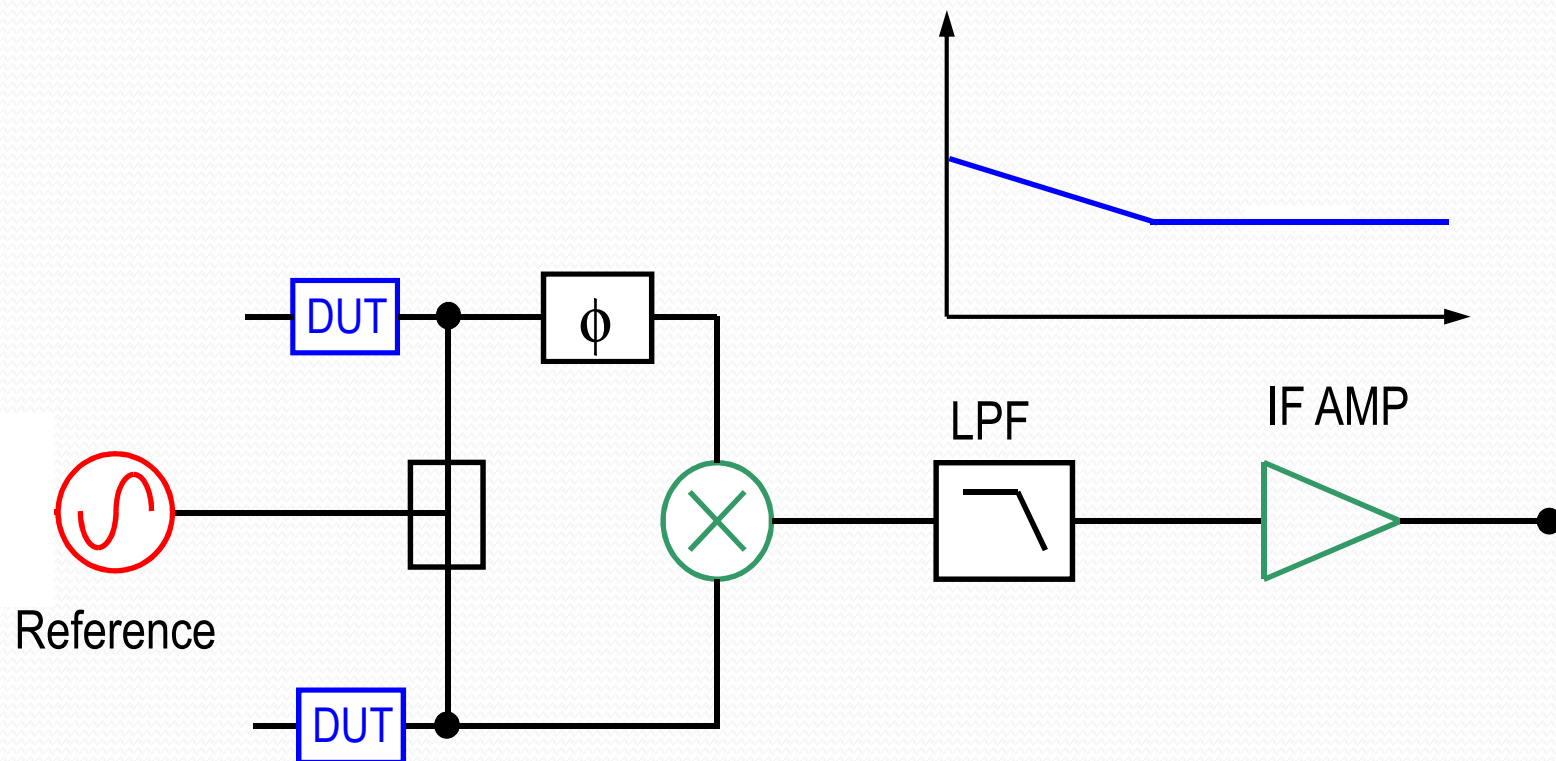 DUT
ϕ
IF AMP
LPF
Reference
DUT